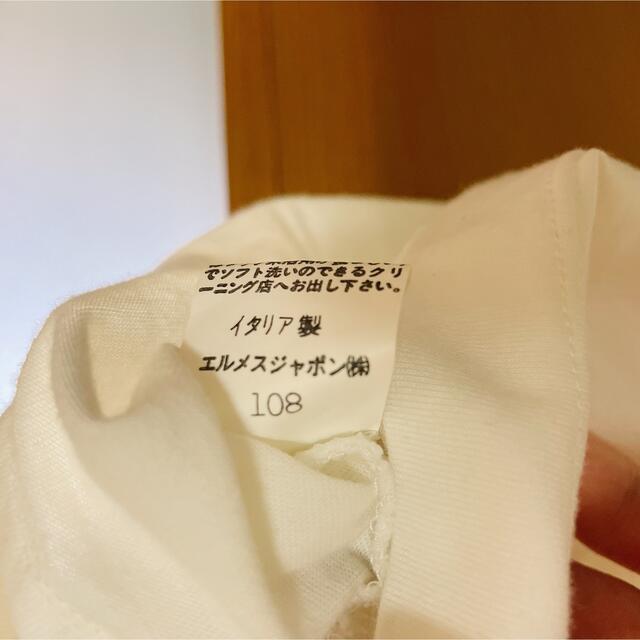 でソフト洗いのできるクリ
ーニング店へお出し下さい。
イタリア製
エルメスジャポン㈱
108